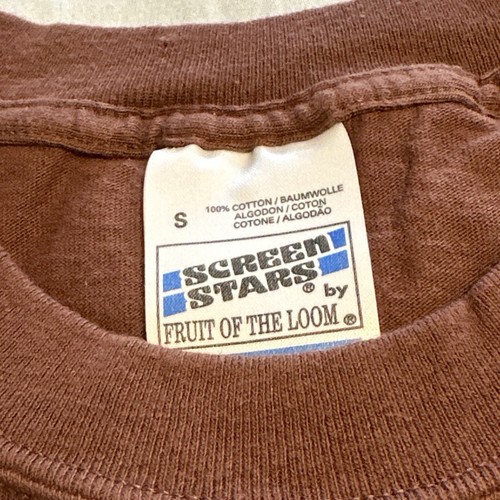 S
100% COTTON / BAUMWOLLE
ALGODON / COTON
COTONE / ALGODÃO
SCREEN
STARS® by
FRUIT OF THE LOOM®